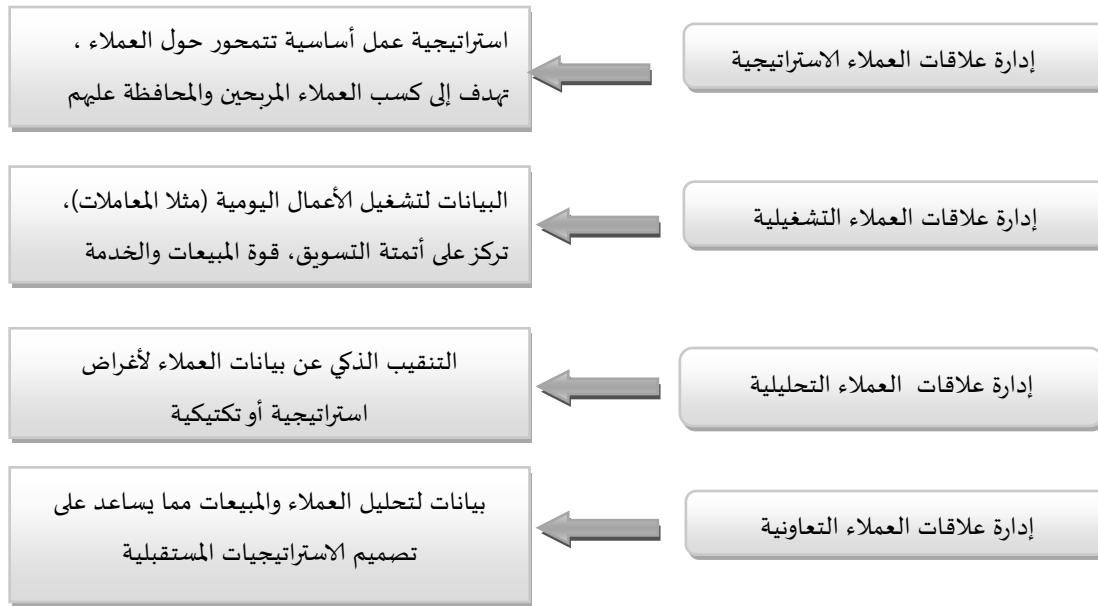 إدارة علاقات العملاء الاستراتيجية
استراتيجية عمل أساسية تتمحور حول العملاء ،
تهدف إلى كسب العملاء المربحين والمحافظة عليهم
إدارة علاقات العملاء التشغيلية
البيانات لتشغيل الأعمال اليومية (مثلا المعاملات)،
تركز على أتمتة التسويق، قوة المبيعات والخدمة
إدارة علاقات العملاء التحليلية
التنقيب الذكي عن بيانات العملاء لأغراض
استراتيجية أو تكتيكية
إدارة علاقات العملاء التعاونية
بيانات لتحليل العملاء والمبيعات مما يساعد على
تصميم الاستراتيجيات المستقبلية